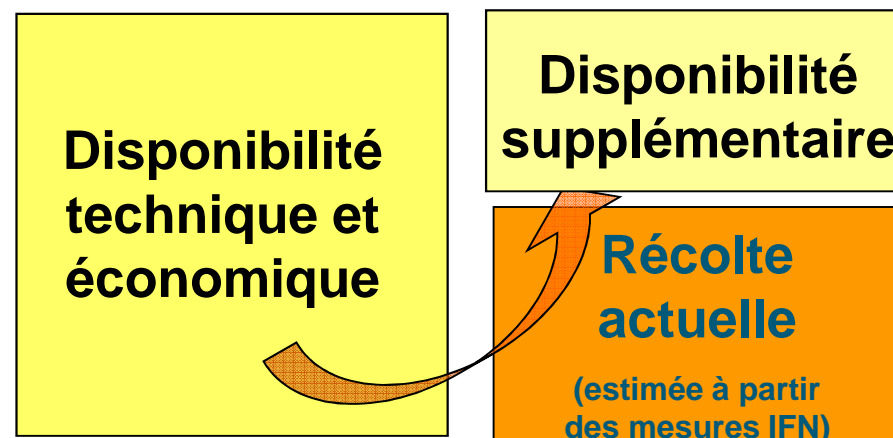 Disponibilité
technique et
économique
Disponibilité
supplémentaire
Récolte
actuelle
(estimée à partir
des mesures IFN)